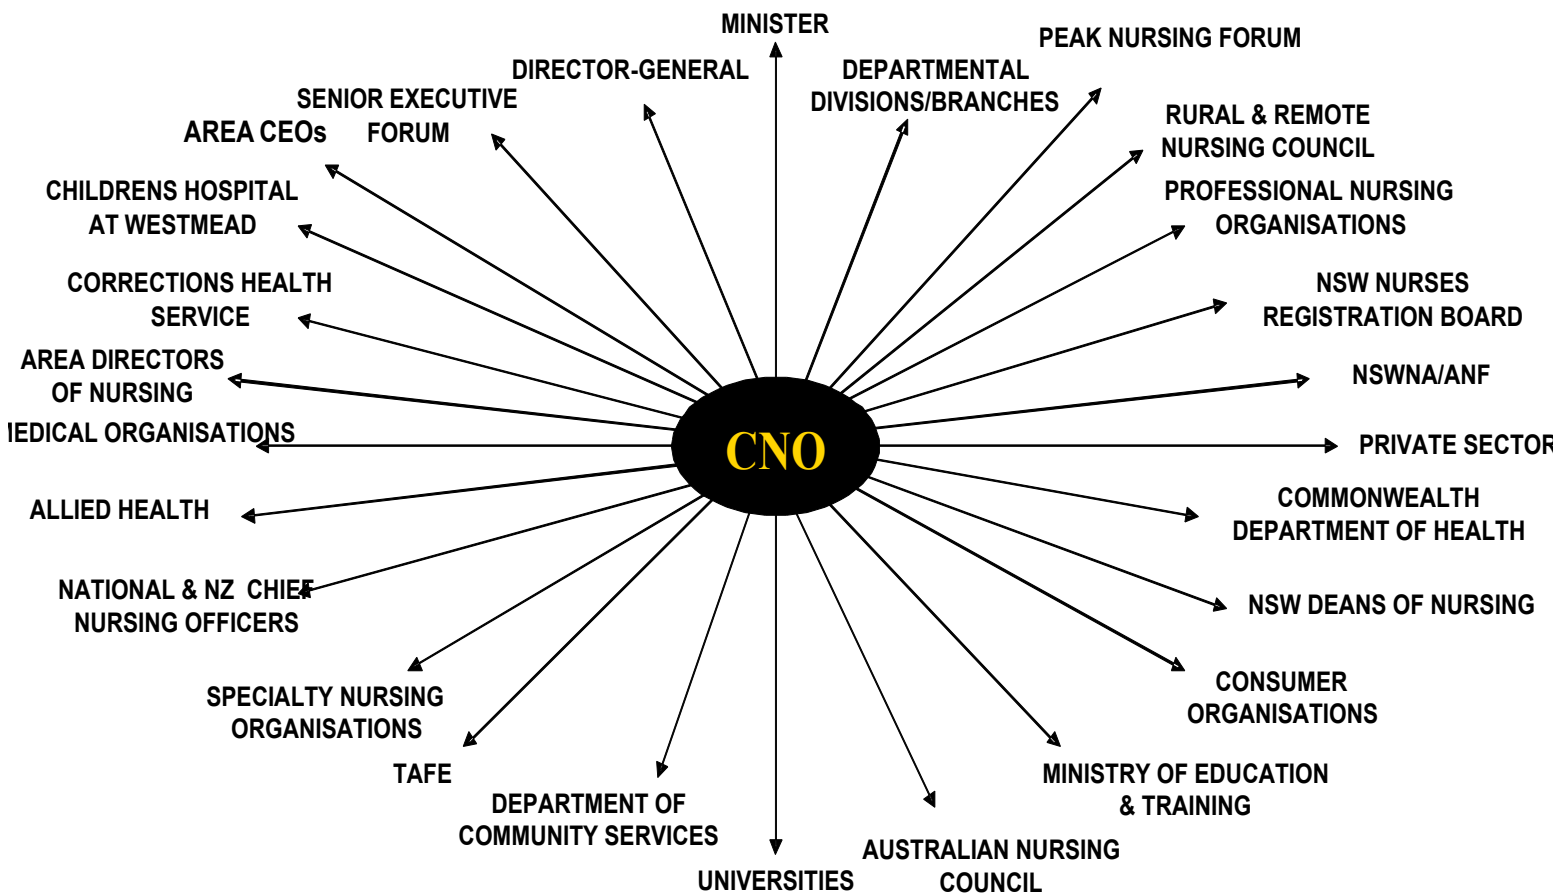 MINISTER
PEAK NURSING FORUM
DIRECTOR-GENERAL
DEPARTMENTAL
DIVISIONS/BRANCHES
SENIOR EXECUTIVE
FORUM
AREA CEOs
RURAL & REMOTE
NURSING COUNCIL
CHILDRENS HOSPITAL
AT WESTMEAD
PROFESSIONAL NURSING
ORGANISATIONS
CORRECTIONS HEALTH
SERVICE
NSW NURSES
REGISTRATION BOARD
AREA DIRECTORS
OF NURSING
NSWNA/ANF
MEDICAL ORGANISATIONS
CNO
PRIVATE SECTOR
ALLIED HEALTH
COMMONWEALTH
DEPARTMENT OF HEALTH
NATIONAL & NZ CHIEF
NURSING OFFICERS
NSW DEANS OF NURSING
SPECIALTY NURSING
ORGANISATIONS
CONSUMER
ORGANISATIONS
TAFE
MINISTRY OF EDUCATION
& TRAINING
DEPARTMENT OF
COMMUNITY SERVICES
AUSTRALIAN NURSING
COUNCIL
UNIVERSITIES